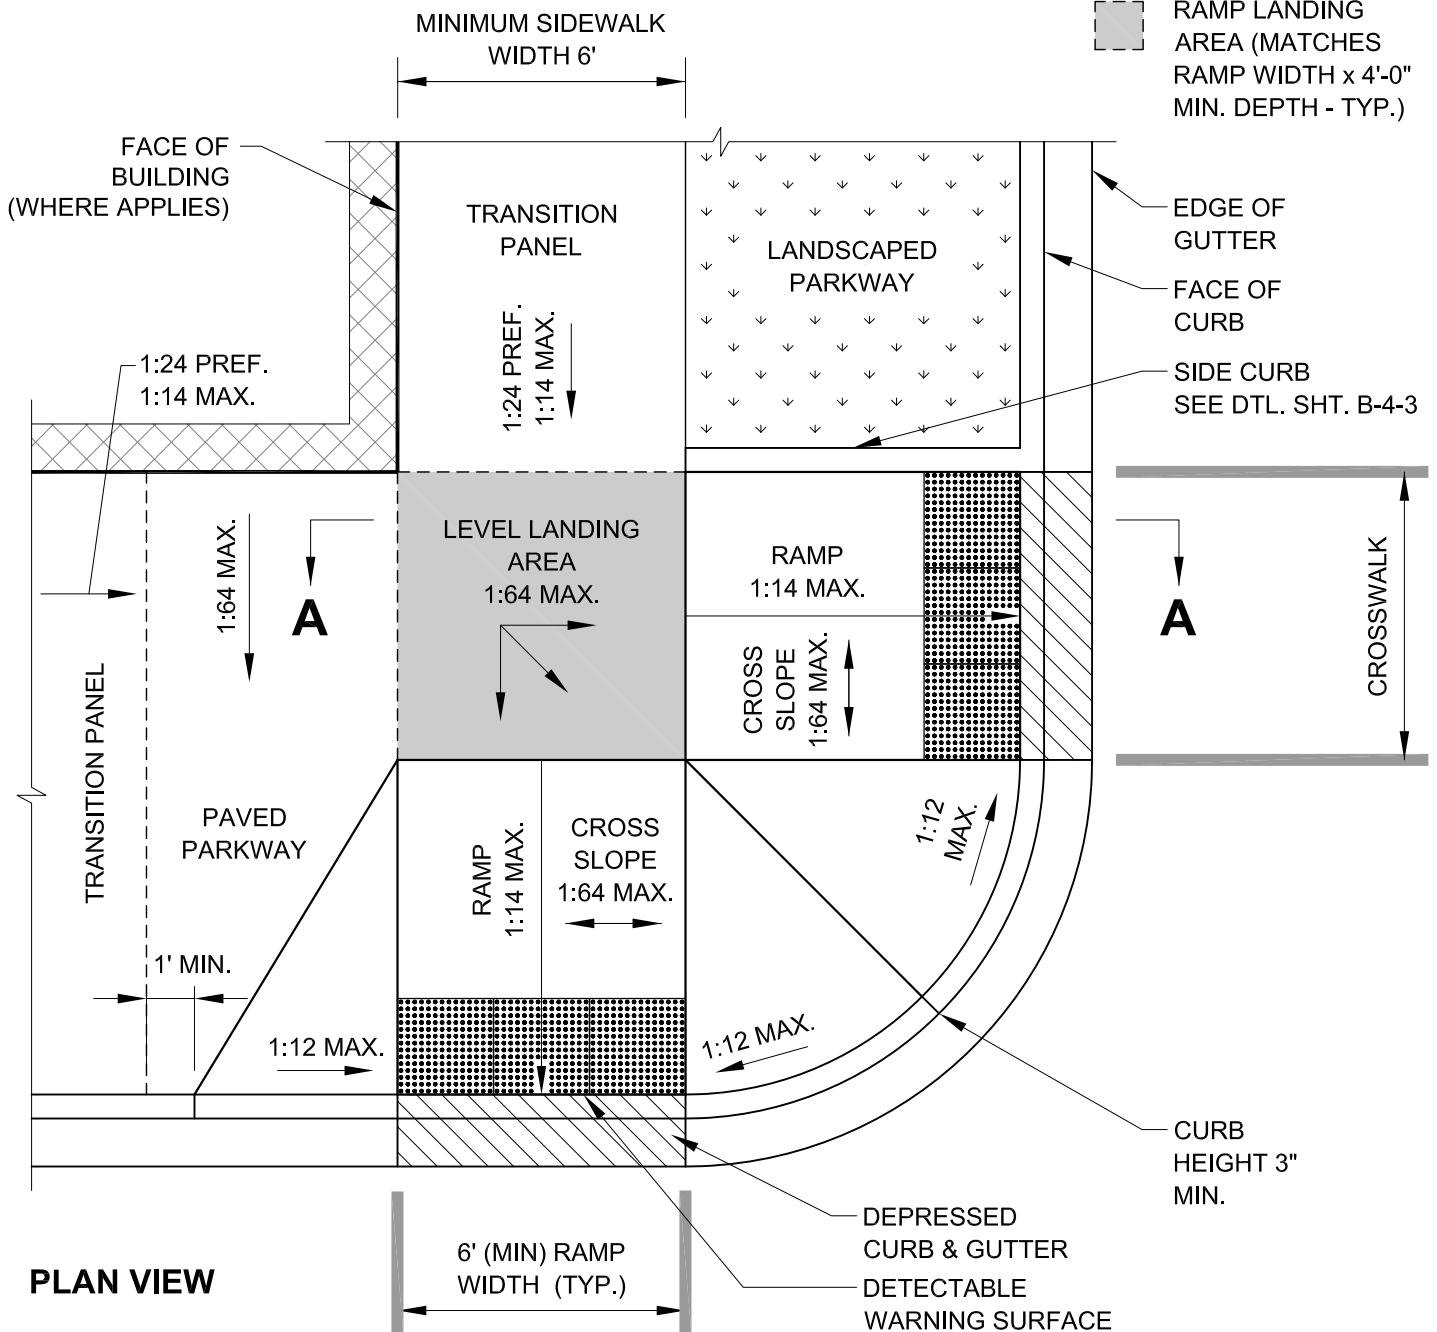 MINIMUM SIDEWALK
WIDTH 6'
RAMP LANDING
AREA (MATCHES
RAMP WIDTH x 4'-0"
MIN. DEPTH - TYP.)
FACE OF
BUILDING
(WHERE APPLIES)
TRANSITION
PANEL
1:24 PREF.
1:14 MAX.
LANDSCAPED
PARKWAY
EDGE OF
GUTTER
FACE OF
CURB
SIDE CURB
SEE DTL. SHT. B-4-3
1:24 PREF.
1:14 MAX.
1:64 MAX.
A
LEVEL LANDING
AREA
1:64 MAX.
RAMP
1:14 MAX.
CROSS
SLOPE
1:64 MAX.
A
CROSSWALK
TRANSITION PANEL
PAVED
PARKWAY
RAMP
1:14 MAX.
CROSS
SLOPE
1:64 MAX.
1:12
MAX.
1' MIN.
1:12 MAX.
1:12 MAX.
CURB
HEIGHT 3"
MIN.
DEPRESSED
CURB & GUTTER
DETECTABLE
WARNING SURFACE
6' (MIN) RAMP
WIDTH (TYP.)
PLAN VIEW